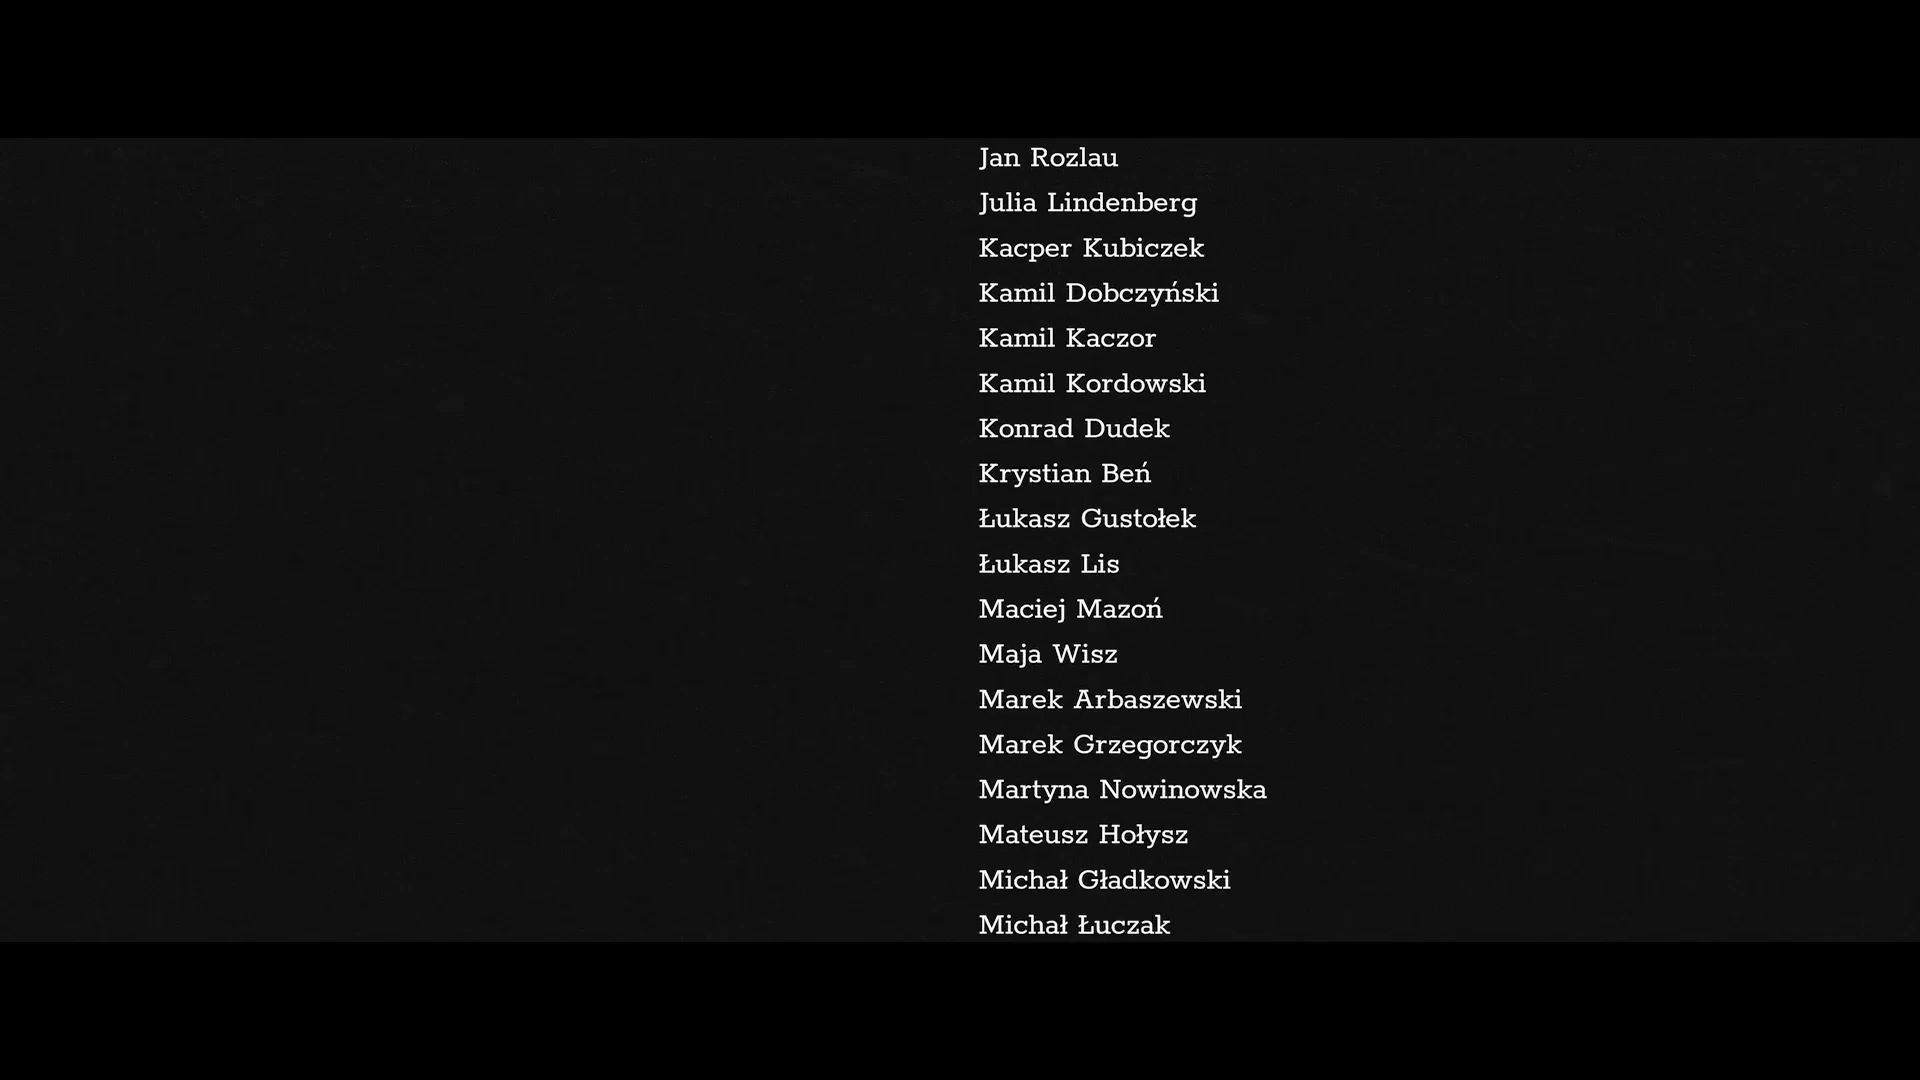 Jan Rozlau
Julia Lindenberg
Kacper Kubiczek
Kamil Dobczyński
Kamil Kaczor
Kamil Kordowski
Konrad Dudek
Krystian Beń
Łukasz Gustołek
Łukasz Lis
Maciej Mazoń
Maja Wisz
Marek Arbaszewski
Marek Grzegorczyk
Martyna Nowinowska
Mateusz Hołysz
Michał Gładkowski
Michał Łuczak